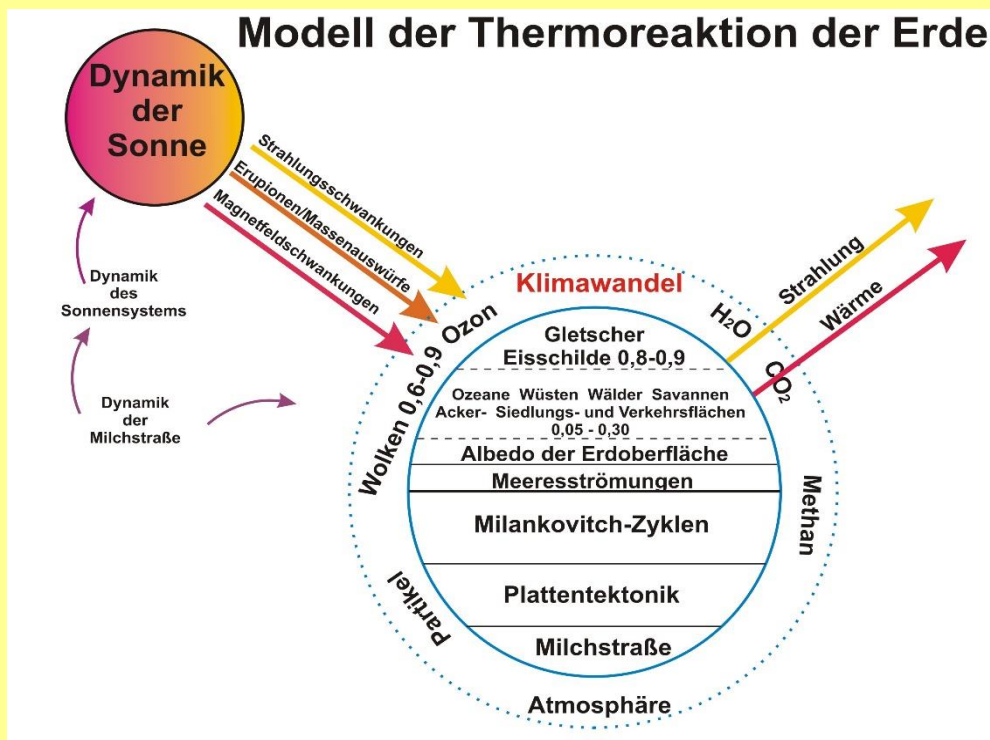 Modell der Thermoreaktion der Erde
Dynamik
der
Sonne
Strahlungsschwankungen
Erupionen/Massenauswürfe
Magnetfeldschwankungen
Dynamik
des
Sonnensystems
Dynamik
der
Milchstraße
Strahlung
Wärme
Klimawandel
Wolken 0,6-0,9 Ozon
H₂O
CO₂
Methan
Partikel
Atmosphäre
Gletscher
Eisschilde 0,8-0,9
Ozeane Wüsten Wälder Savannen
Acker- Siedlungs- und Verkehrsflächen
0,05 - 0,30
Albedo der Erdoberfläche
Meeresströmungen
Milankovitch-Zyklen
Plattentektonik
Milchstraße